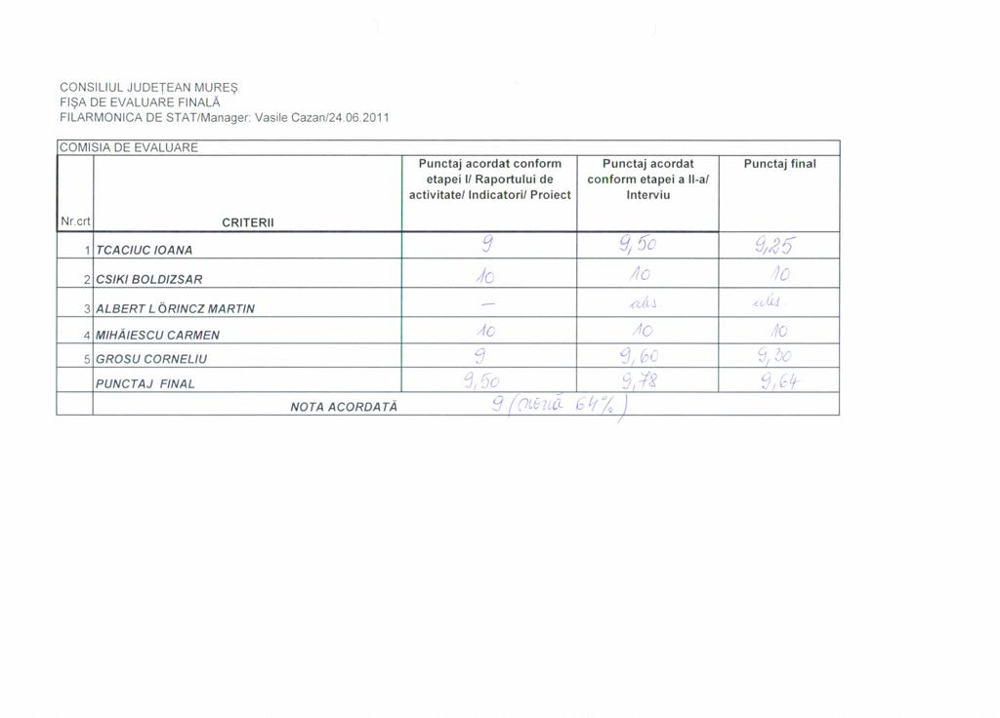 CONSILIUL JUDEȚEAN MUREȘ
FIȘA DE EVALUARE FINALĂ
FILARMONICA DE STAT/Manager: Vasile Cazan/24.06.2011
COMISIA DE EVALUARE
Nr.crt CRITERII Punctaj acordat conform etapei I/ Raportului de activitate/ Indicatori/ Proiect Punctaj acordat conform etapei a II-a/ Interviu Punctaj final
1 TCACIUC IOANA 9 9,50 9,25
2 CSIKI BOLDIZSAR 10 10 10
3 ALBERT LÖRINCZ MARTIN – abs. abs.
4 MIHĂIESCU CARMEN 10 10 10
5 GROSU CORNELIU 9 9,60 9,30
PUNCTAJ FINAL 9,50 9,78 9,64
NOTA ACORDATĂ 9 (nouă 64%)